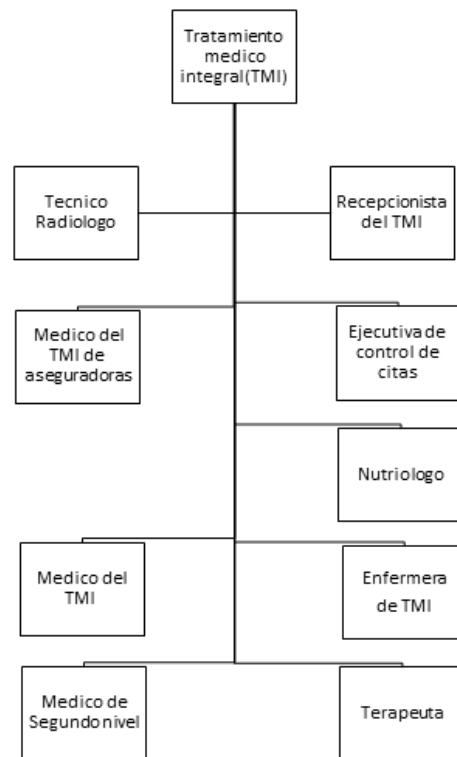 Tratamiento
medico
integral(TMI)
Tecnico
Radiologo
Recepcionista
del TMI
Medico del
TMI de
aseguradoras
Ejecutiva de
control de
citas
Nutriologo
Medico del
TMI
Enfermera
de TMI
Medico de
Segundo nivel
Terapeuta